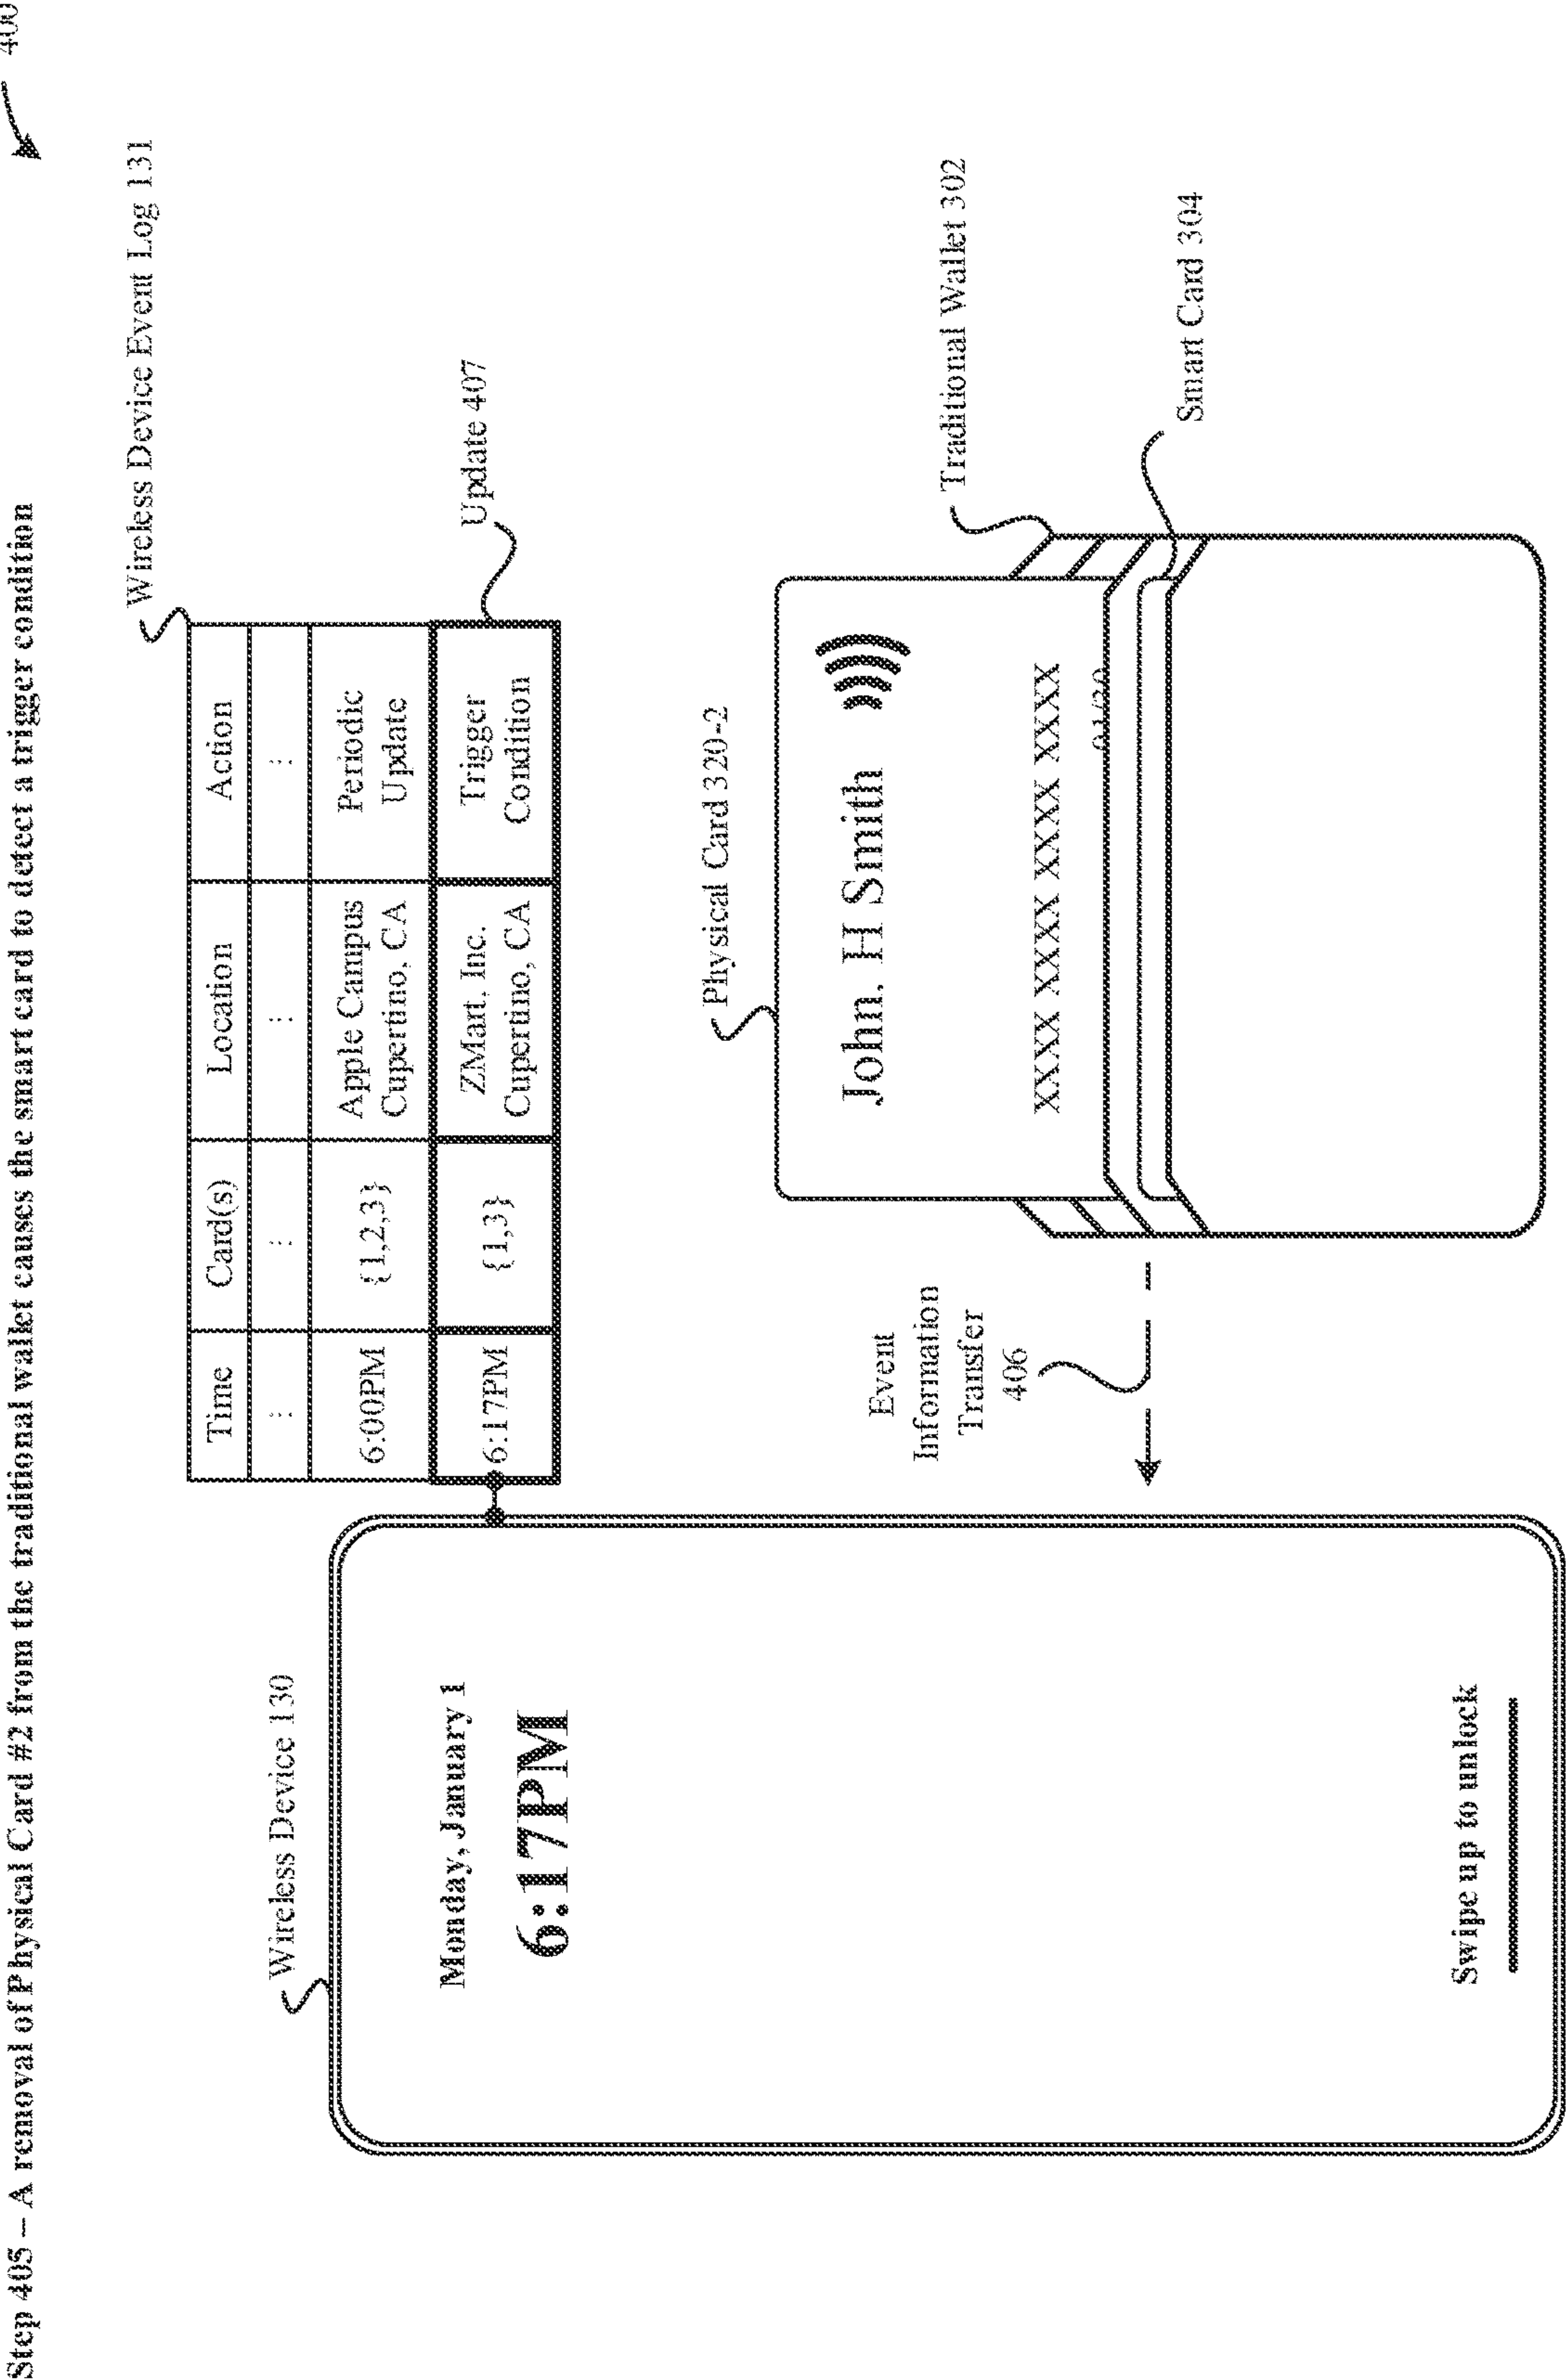 400
Step 405 – A removal of Physical Card #2 from the traditional wallet causes the smart card to detect a trigger condition
Wireless Device Event Log 131
Time Card(s) Location Action
⋮ ⋮ ⋮ ⋮
6:00PM {1,2,3} Apple Campus Periodic
Cupertino, CA Update
6:17PM {1,3} ZMart, Inc. Trigger
Cupertino, CA Condition
Update 407
Wireless Device 130
Monday, January 1
6:17PM
Swipe up to unlock
Event
Information
Transfer
406
Physical Card 320-2
John. H Smith
XXXX XXXX XXXX XXXX
Traditional Wallet 302
Smart Card 304